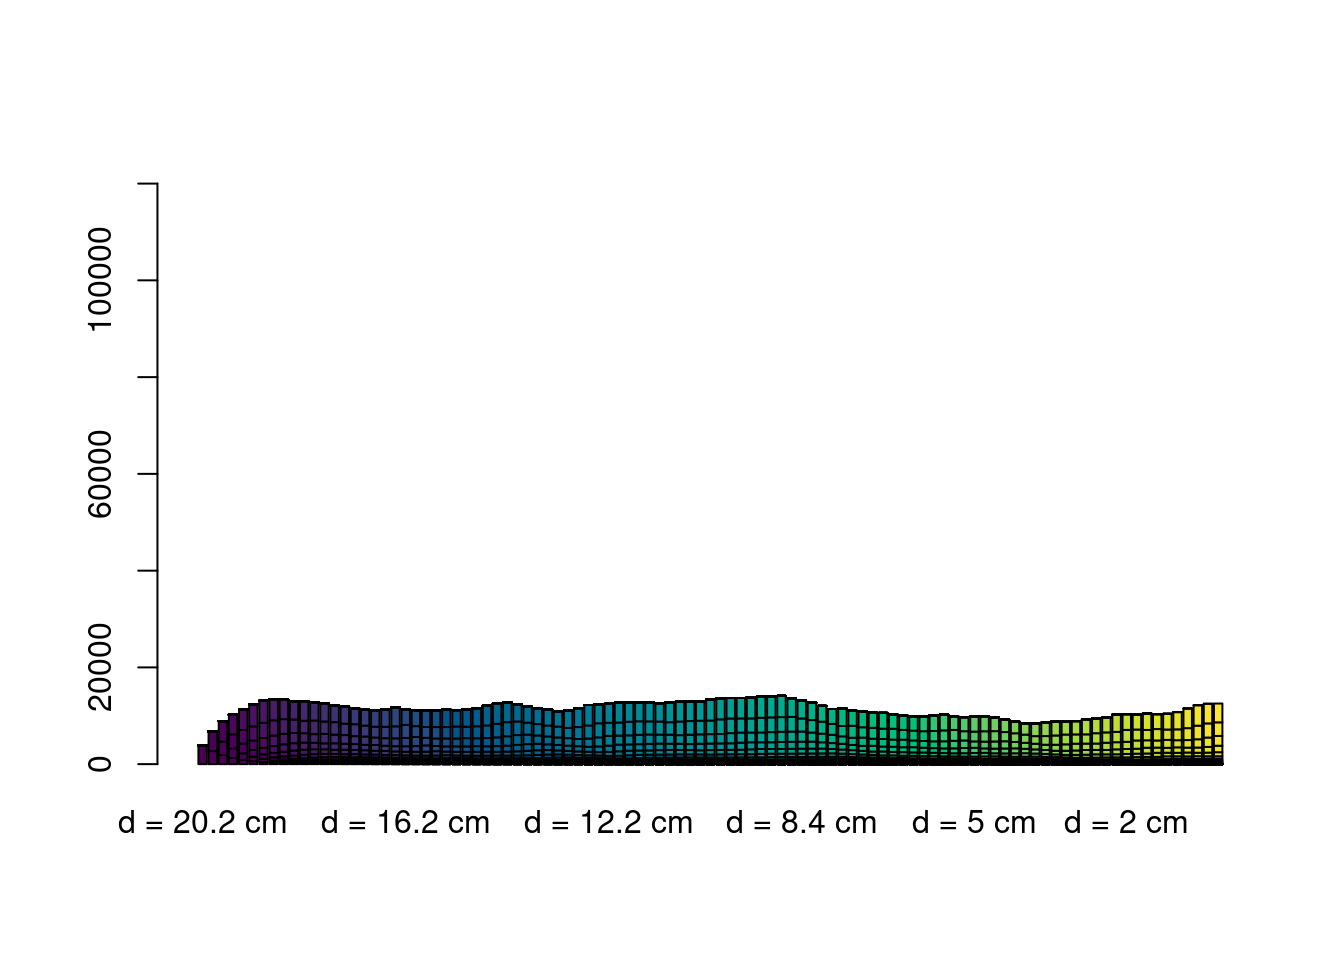 100000
60000
20000
0
d = 20.2 cm d = 16.2 cm d = 12.2 cm d = 8.4 cm d = 5 cm d = 2 cm